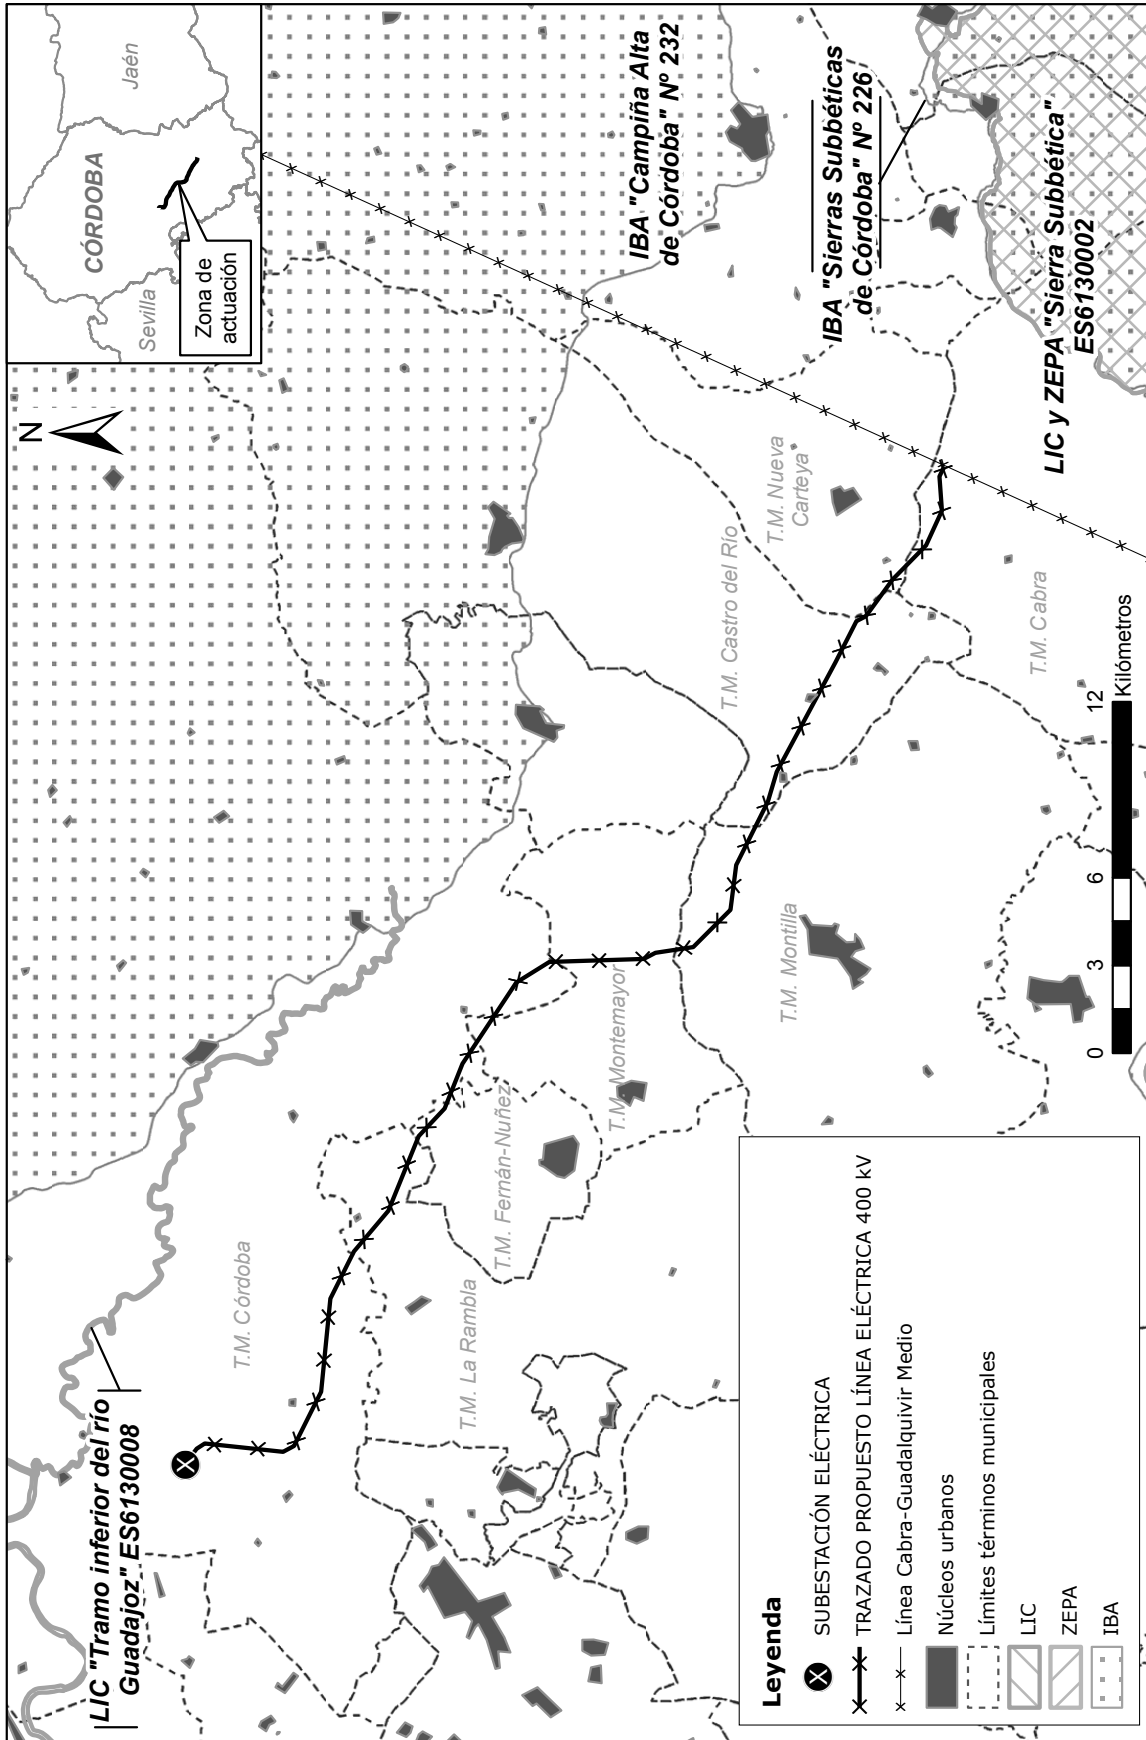 Jaén
CÓRDOBA
Sevilla
Zona de
actuación
N
IBA "Campiña Alta
de Córdoba" Nº 232
IBA "Sierras Subbéticas
de Córdoba" Nº 226
LIC y ZEPA "Sierra Subbética"
ES6130002
LIC "Tramo inferior del río
Guadajoz" ES6130008
T.M. Córdoba
T.M. La Rambla
T.M. Fernán-Nuñez
T.M. Montemayor
T.M. Montilla
T.M. Castro del Río
T.M. Nueva
Carteya
T.M. Cabra
0 3 6 12
Kilómetros
Leyenda
SUBESTACIÓN ELÉCTRICA
TRAZADO PROPUESTO LÍNEA ELÉCTRICA 400 kV
Línea Cabra-Guadalquivir Medio
Núcleos urbanos
Límites términos municipales
LIC
ZEPA
IBA